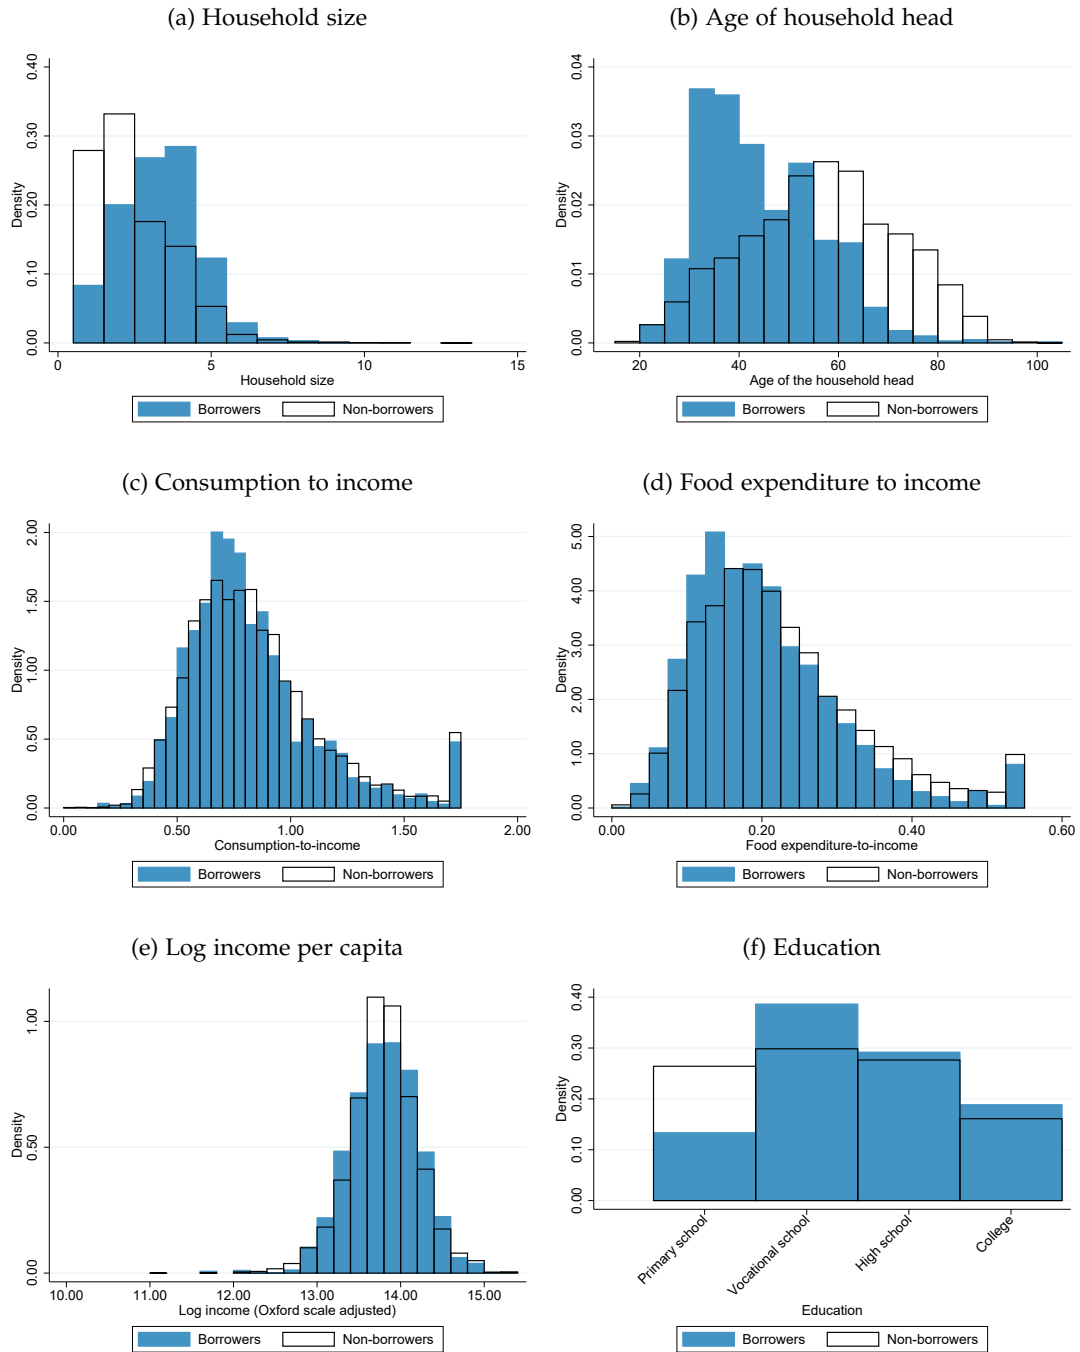 (a) Household size
0.40
0.30
0.20
0.10
0.00
Density
0
5
10
15
Household size
Borrowers
Non-borrowers
(b) Age of household head
0.04
0.03
0.02
0.01
0.00
Density
20
40
60
80
100
Age of the household head
Borrowers
Non-borrowers
(c) Consumption to income
2.00
1.50
1.00
0.50
0.00
Density
0.00
0.50
1.00
1.50
2.00
Consumption-to-income
Borrowers
Non-borrowers
(d) Food expenditure to income
5.00
4.00
3.00
2.00
1.00
0.00
Density
0.00
0.20
0.40
0.60
Food expenditure-to-income
Borrowers
Non-borrowers
(e) Log income per capita
1.00
0.50
0.00
Density
10.00
11.00
12.00
13.00
14.00
15.00
Log income (Oxford scale adjusted)
Borrowers
Non-borrowers
(f) Education
0.40
0.30
0.20
0.10
0.00
Density
Primary school
Vocational school
High school
College
Education
Borrowers
Non-borrowers